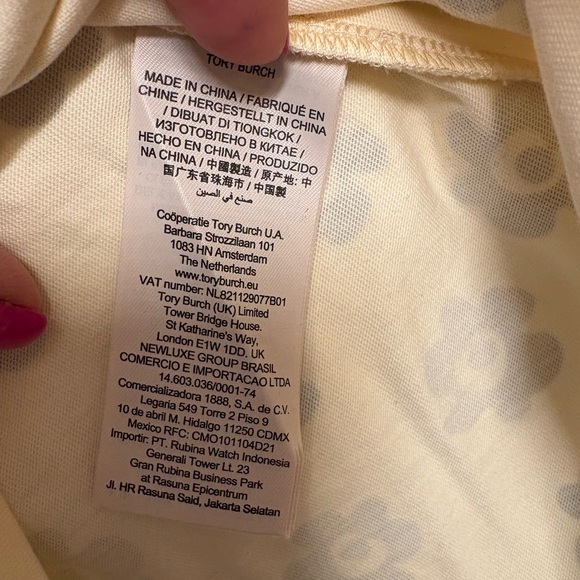 TORY BURCH
MADE IN CHINA / FABRIQUÉ EN
CHINE / HERGESTELLT IN CHINA
/ DIBUAT DI TIONGKOK /
ИЗГОТОВЛЕНО В КИТАЕ /
HECHO EN CHINA / PRODUZIDO
NA CHINA / 中國製造 / 原产地: 中
国广东省珠海市 / 中国製
صنع في الصين
Coöperatie Tory Burch U.A.
Barbara Strozzilaan 101
1083 HN Amsterdam
The Netherlands
www.toryburch.eu
VAT number: NL821129077B01
Tory Burch (UK) Limited
Tower Bridge House.
St Katharine's Way,
London E1W 1DD. UK
NEWLUXE GROUP BRASIL
COMERCIO E IMPORTACAO LTDA
14.603.036/0001-74
Comercializadora 1888, S.A. de C.V.
Legaria 549 Torre 2 Piso 9
10 de abril M. Hidalgo 11250 CDMX
Mexico RFC: CMO101104D21
Importir: PT. Rubina Watch Indonesia
Generali Tower Lt. 23
Gran Rubina Business Park
at Rasuna Epicentrum
Jl. HR Rasuna Said, Jakarta Selatan